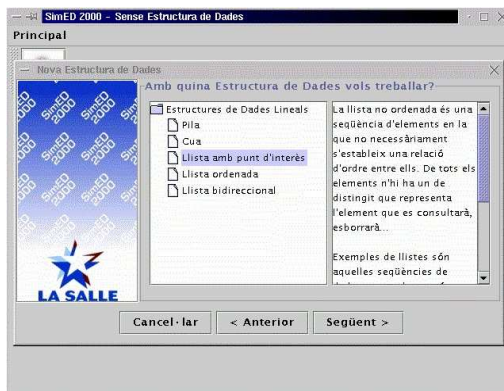 SimED 2000 - Sense Estructura de Dades
Principal
Nova Estructura de Dades
Amb quina Estructura de Dades vols treballar?
Estructures de Dades Lineals
Pila
Cua
Llista amb punt d'interès
Llista ordenada
Llista bidireccional
La llista no ordenada és una
seqüència d'elements en la
que no necessàriament
s'estableix una relació
d'ordre entre ells. De tots els
elements n'hi ha un de
distingit que representa
l'element que es consultarà,
esborrarà...
Exemples de llistes són
aquelles seqüències de
SimED 2000
LA SALLE
Cancel·lar
< Anterior
Següent >